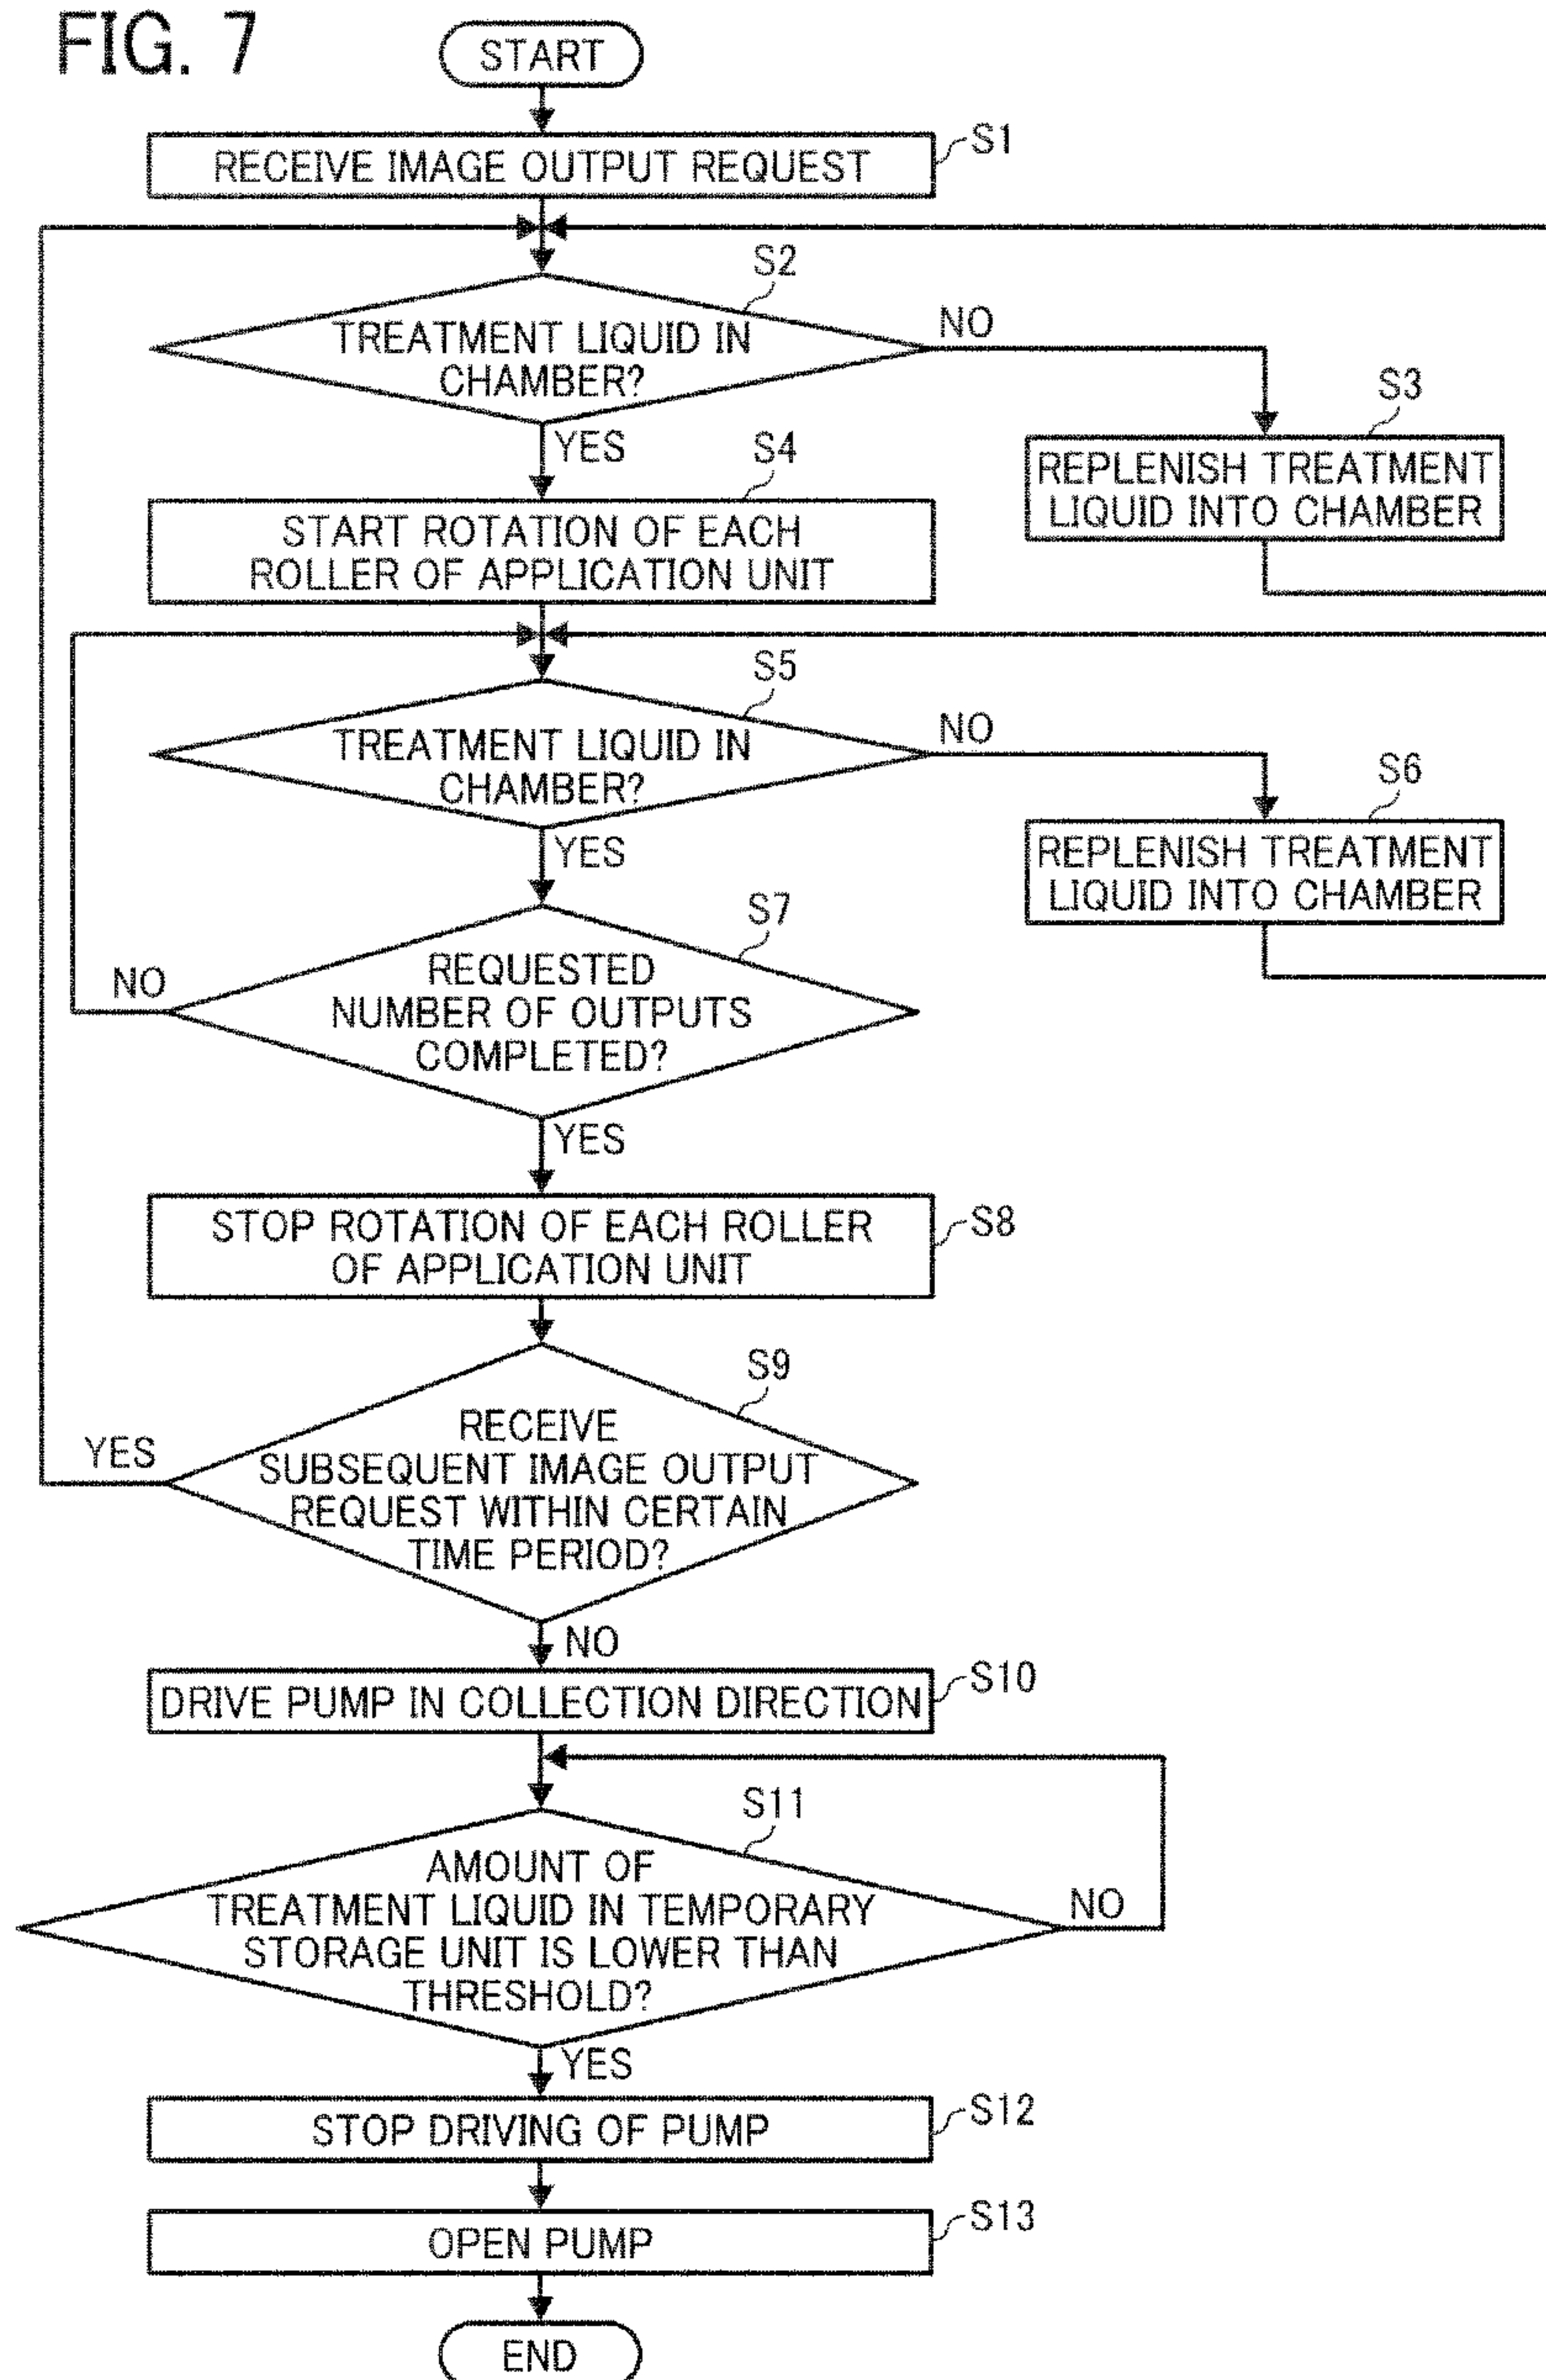 FIG. 7
START
RECEIVE IMAGE OUTPUT REQUEST
S1
S2
TREATMENT LIQUID IN
CHAMBER?
NO
YES
S3
REPLENISH TREATMENT
LIQUID INTO CHAMBER
S4
START ROTATION OF EACH
ROLLER OF APPLICATION UNIT
S5
TREATMENT LIQUID IN
CHAMBER?
NO
YES
S6
REPLENISH TREATMENT
LIQUID INTO CHAMBER
S7
REQUESTED
NUMBER OF OUTPUTS
COMPLETED?
NO
YES
STOP ROTATION OF EACH ROLLER
OF APPLICATION UNIT
S8
S9
RECEIVE
SUBSEQUENT IMAGE OUTPUT
REQUEST WITHIN CERTAIN
TIME PERIOD?
YES
NO
DRIVE PUMP IN COLLECTION DIRECTION
S10
S11
AMOUNT OF
TREATMENT LIQUID IN TEMPORARY
STORAGE UNIT IS LOWER THAN
THRESHOLD?
NO
YES
STOP DRIVING OF PUMP
S12
OPEN PUMP
S13
END